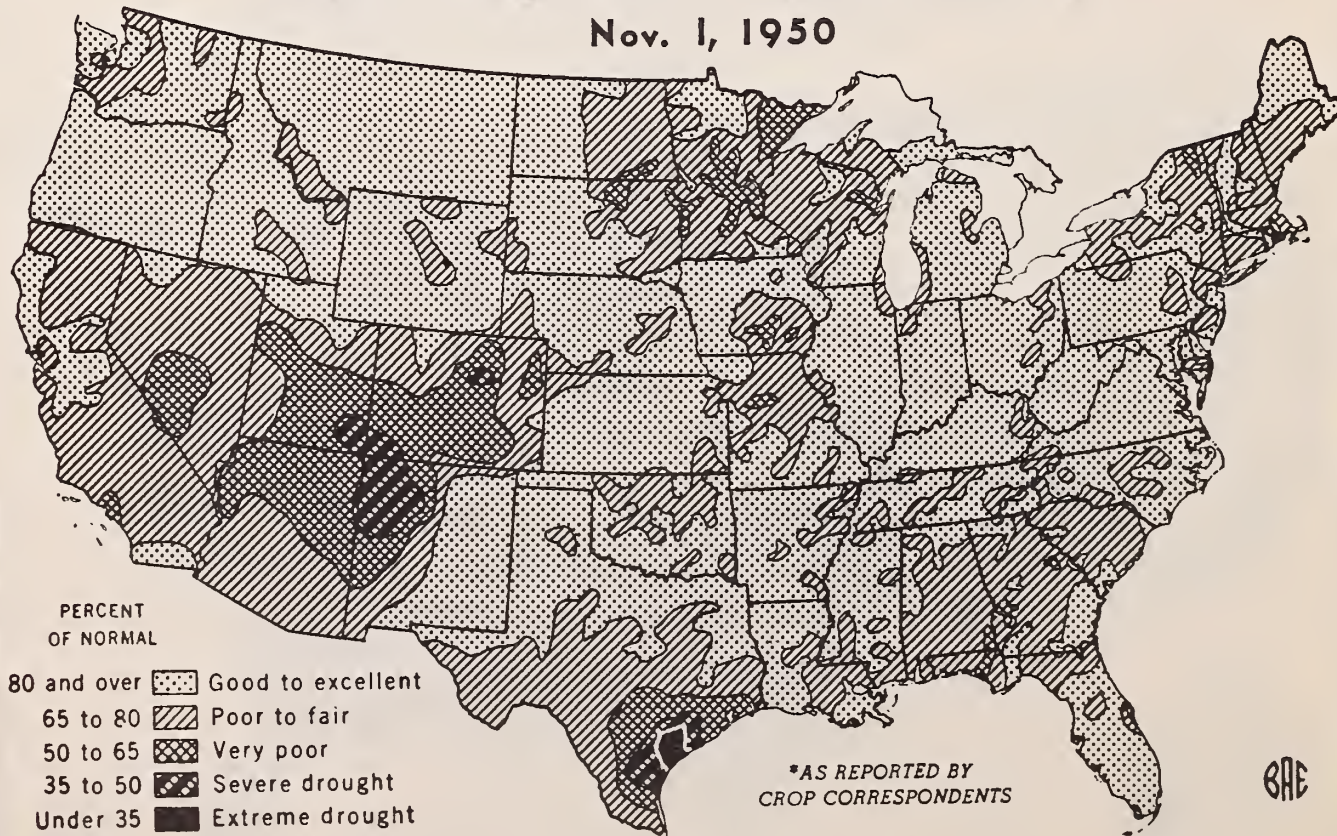 Nov. 1, 1950
PERCENT
OF NORMAL
80 and over Good to excellent
65 to 80 Poor to fair
50 to 65 Very poor
35 to 50 Severe drought
Under 35 Extreme drought
*AS REPORTED BY
CROP CORRESPONDENTS
BAE